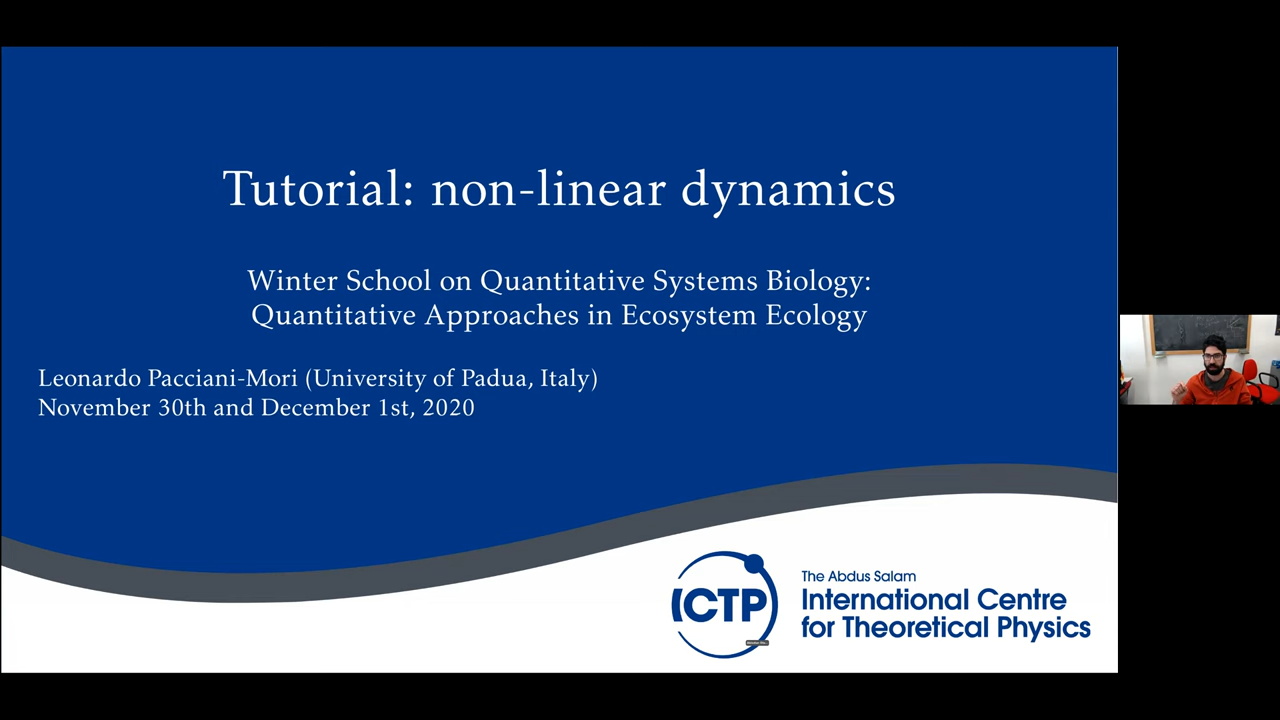 Tutorial: non-linear dynamics
Winter School on Quantitative Systems Biology:
Quantitative Approaches in Ecosystem Ecology
Leonardo Pacciani-Mori (University of Padua, Italy)
November 30th and December 1st, 2020
ICTP
The Abdus Salam
International Centre
for Theoretical Physics